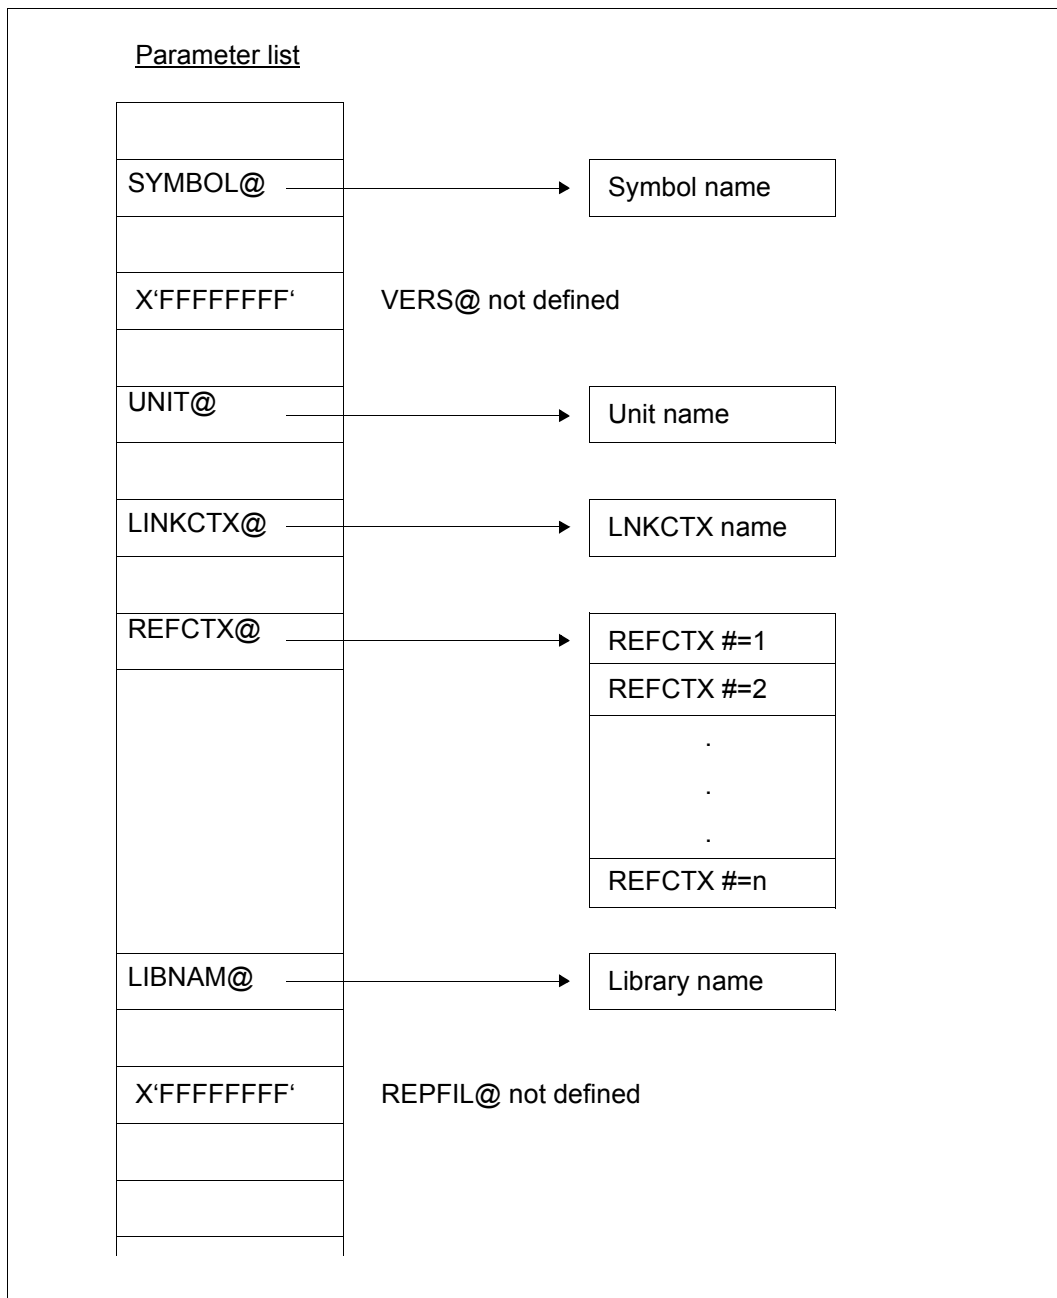 Parameter list
SYMBOL@ Symbol name
X‘FFFFFFFF‘ VERS@ not defined
UNIT@ Unit name
LINKCTX@ LNKCTX name
REFCTX@ REFCTX #=1
REFCTX #=2
.
.
.
REFCTX #=n
LIBNAM@ Library name
X‘FFFFFFFF‘ REPFIL@ not defined